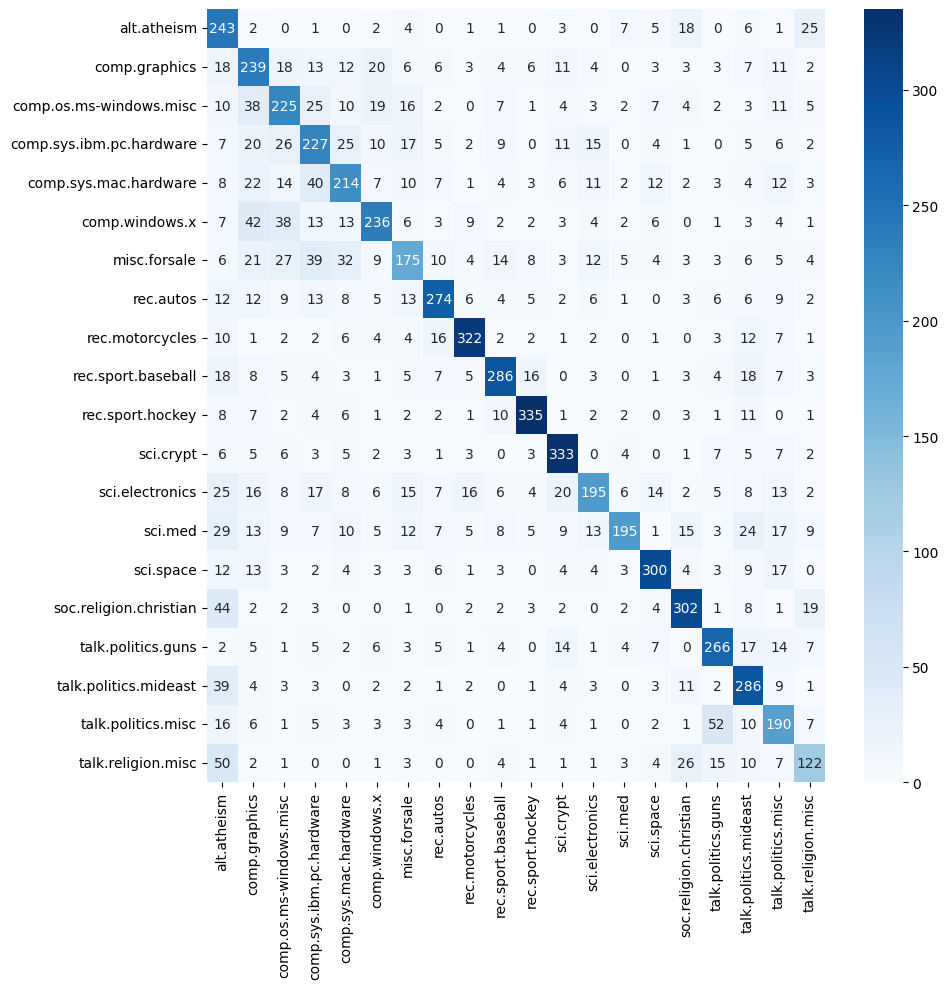 alt.atheism 243 2 0 1 0 2 4 0 1 1 0 3 0 7 5 18 0 6 1 25
comp.graphics 18 239 18 13 12 20 6 6 3 4 6 11 4 0 3 3 3 7 11 2
comp.os.ms-windows.misc 10 38 225 25 10 19 16 2 0 7 1 4 3 2 7 4 2 3 11 5
comp.sys.ibm.pc.hardware 7 20 26 227 25 10 17 5 2 9 0 11 15 0 4 1 0 5 6 2
comp.sys.mac.hardware 8 22 14 40 214 7 10 7 1 4 3 6 11 2 12 2 3 4 12 3
comp.windows.x 7 42 38 13 13 236 6 3 9 2 2 3 4 2 6 0 1 3 4 1
misc.forsale 6 21 27 39 32 9 175 10 4 14 8 3 12 5 4 3 3 6 5 4
rec.autos 12 12 9 13 8 5 13 274 6 4 5 2 6 1 0 3 6 6 9 2
rec.motorcycles 10 1 2 2 6 4 4 16 322 2 2 1 2 0 1 0 3 12 7 1
rec.sport.baseball 18 8 5 4 3 1 5 7 5 286 16 0 3 0 1 3 4 18 7 3
rec.sport.hockey 8 7 2 4 6 1 2 2 1 10 335 1 2 2 0 3 1 11 0 1
sci.crypt 6 5 6 3 5 2 3 1 3 0 3 333 0 4 0 1 7 5 7 2
sci.electronics 25 16 8 17 8 6 15 7 16 6 4 20 195 6 14 2 5 8 13 2
sci.med 29 13 9 7 10 5 12 7 5 8 5 9 13 195 1 15 3 24 17 9
sci.space 12 13 3 2 4 3 3 6 1 3 0 4 4 3 300 4 3 9 17 0
soc.religion.christian 44 2 2 3 0 0 1 0 2 2 3 2 0 2 4 302 1 8 1 19
talk.politics.guns 2 5 1 5 2 6 3 5 1 4 0 14 1 4 7 0 266 17 14 7
talk.politics.mideast 39 4 3 3 0 2 2 1 2 0 1 4 3 0 3 11 2 286 9 1
talk.politics.misc 16 6 1 5 3 3 3 4 0 1 1 4 1 0 2 1 52 10 190 7
talk.religion.misc 50 2 1 0 0 1 3 0 0 4 1 1 1 3 4 26 15 10 7 122
alt.atheism
comp.graphics
comp.os.ms-windows.misc
comp.sys.ibm.pc.hardware
comp.sys.mac.hardware
comp.windows.x
misc.forsale
rec.autos
rec.motorcycles
rec.sport.baseball
rec.sport.hockey
sci.crypt
sci.electronics
sci.med
sci.space
soc.religion.christian
talk.politics.guns
talk.politics.mideast
talk.politics.misc
talk.religion.misc
300
250
200
150
100
50
0